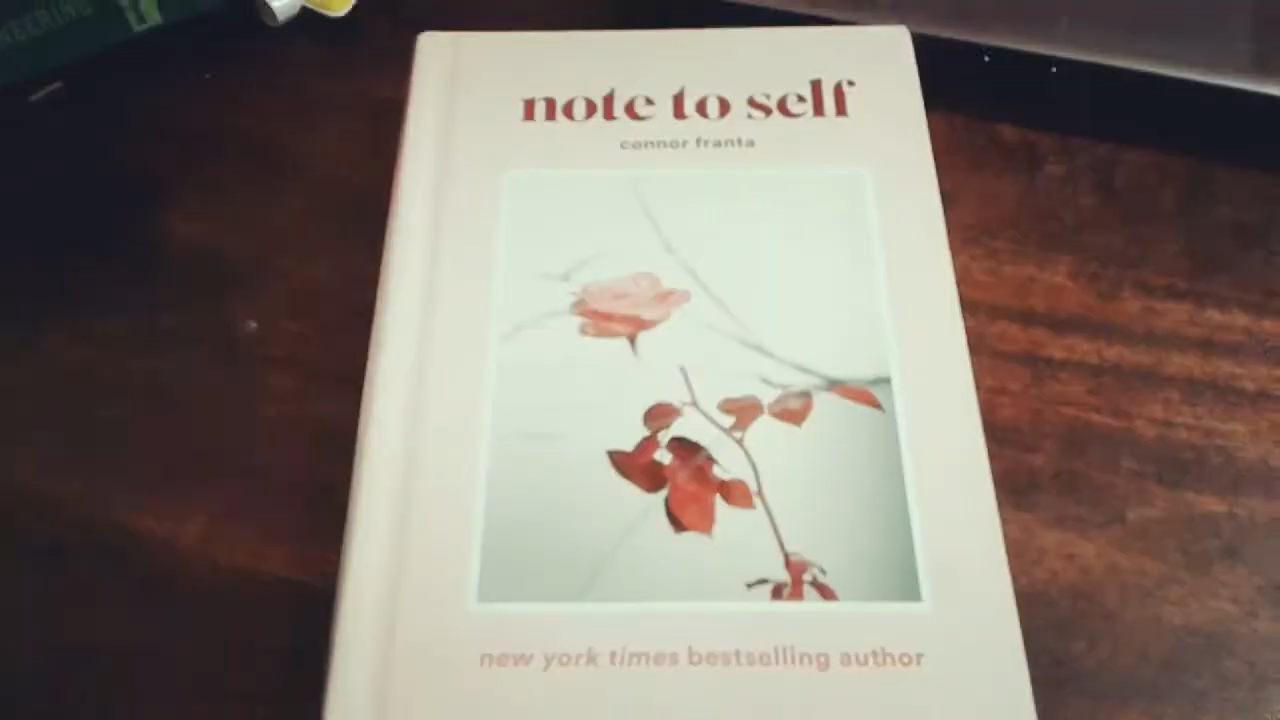 note to self
connor franta
new york times bestselling author